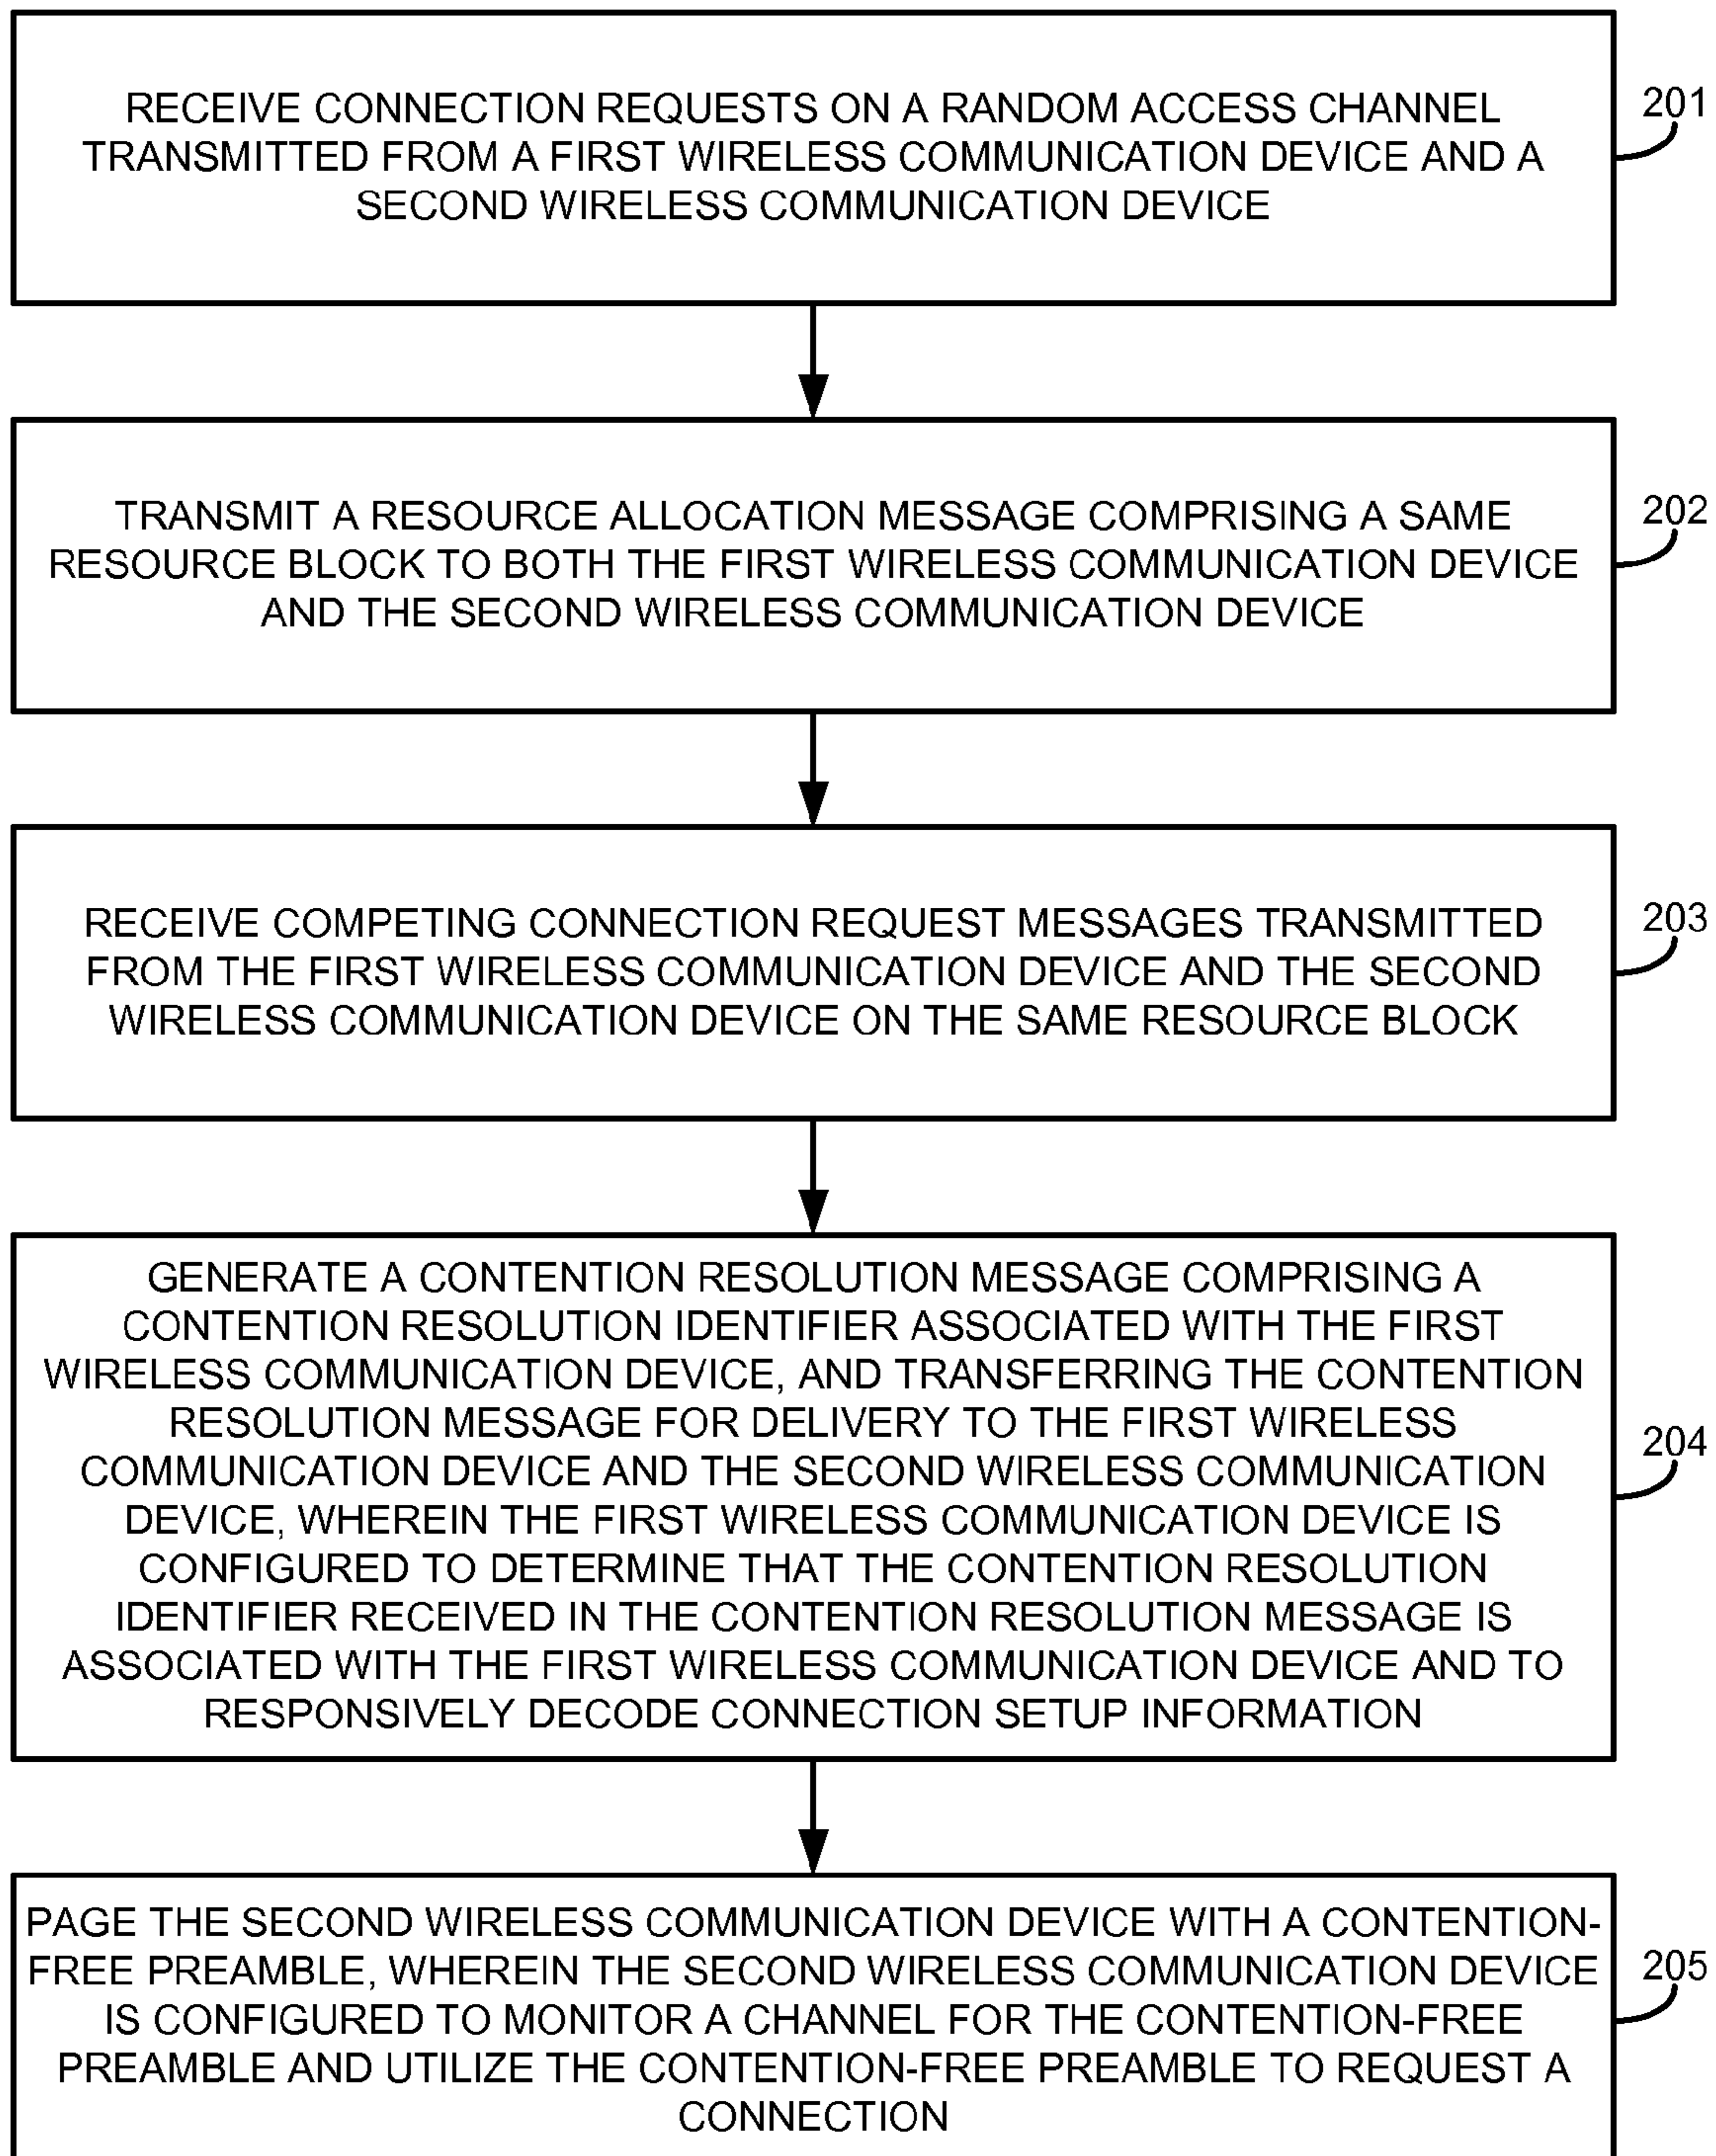 RECEIVE CONNECTION REQUESTS ON A RANDOM ACCESS CHANNEL
TRANSMITTED FROM A FIRST WIRELESS COMMUNICATION DEVICE AND A
SECOND WIRELESS COMMUNICATION DEVICE
201
TRANSMIT A RESOURCE ALLOCATION MESSAGE COMPRISING A SAME
RESOURCE BLOCK TO BOTH THE FIRST WIRELESS COMMUNICATION DEVICE
AND THE SECOND WIRELESS COMMUNICATION DEVICE
202
RECEIVE COMPETING CONNECTION REQUEST MESSAGES TRANSMITTED
FROM THE FIRST WIRELESS COMMUNICATION DEVICE AND THE SECOND
WIRELESS COMMUNICATION DEVICE ON THE SAME RESOURCE BLOCK
203
GENERATE A CONTENTION RESOLUTION MESSAGE COMPRISING A
CONTENTION RESOLUTION IDENTIFIER ASSOCIATED WITH THE FIRST
WIRELESS COMMUNICATION DEVICE, AND TRANSFERRING THE CONTENTION
RESOLUTION MESSAGE FOR DELIVERY TO THE FIRST WIRELESS
COMMUNICATION DEVICE AND THE SECOND WIRELESS COMMUNICATION
DEVICE, WHEREIN THE FIRST WIRELESS COMMUNICATION DEVICE IS
CONFIGURED TO DETERMINE THAT THE CONTENTION RESOLUTION
IDENTIFIER RECEIVED IN THE CONTENTION RESOLUTION MESSAGE IS
ASSOCIATED WITH THE FIRST WIRELESS COMMUNICATION DEVICE AND TO
RESPONSIVELY DECODE CONNECTION SETUP INFORMATION
204
PAGE THE SECOND WIRELESS COMMUNICATION DEVICE WITH A CONTENTION-
FREE PREAMBLE, WHEREIN THE SECOND WIRELESS COMMUNICATION DEVICE
IS CONFIGURED TO MONITOR A CHANNEL FOR THE CONTENTION-FREE
PREAMBLE AND UTILIZE THE CONTENTION-FREE PREAMBLE TO REQUEST A
CONNECTION
205